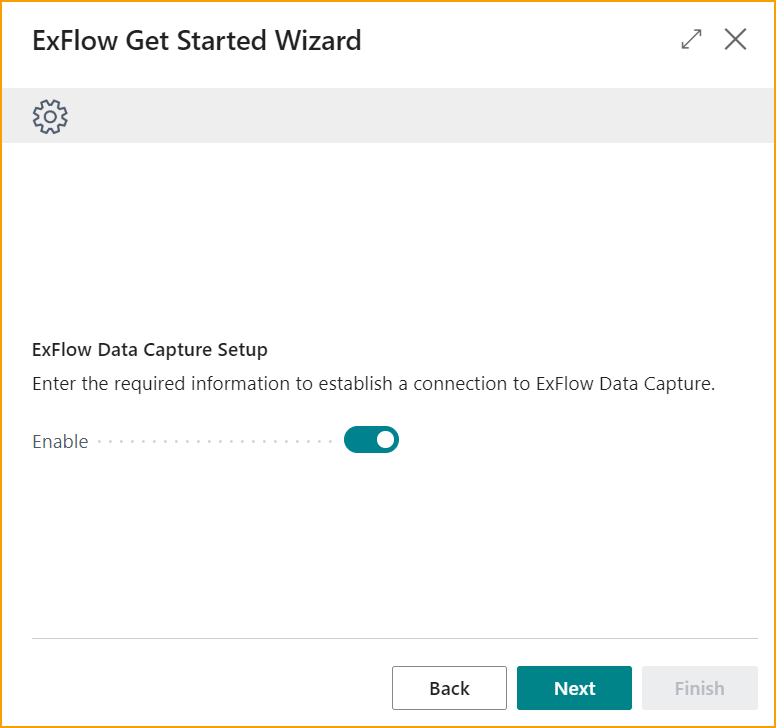 ExFlow Get Started Wizard
ExFlow Data Capture Setup
Enter the required information to establish a connection to ExFlow Data Capture.
Enable
Back Next Finish